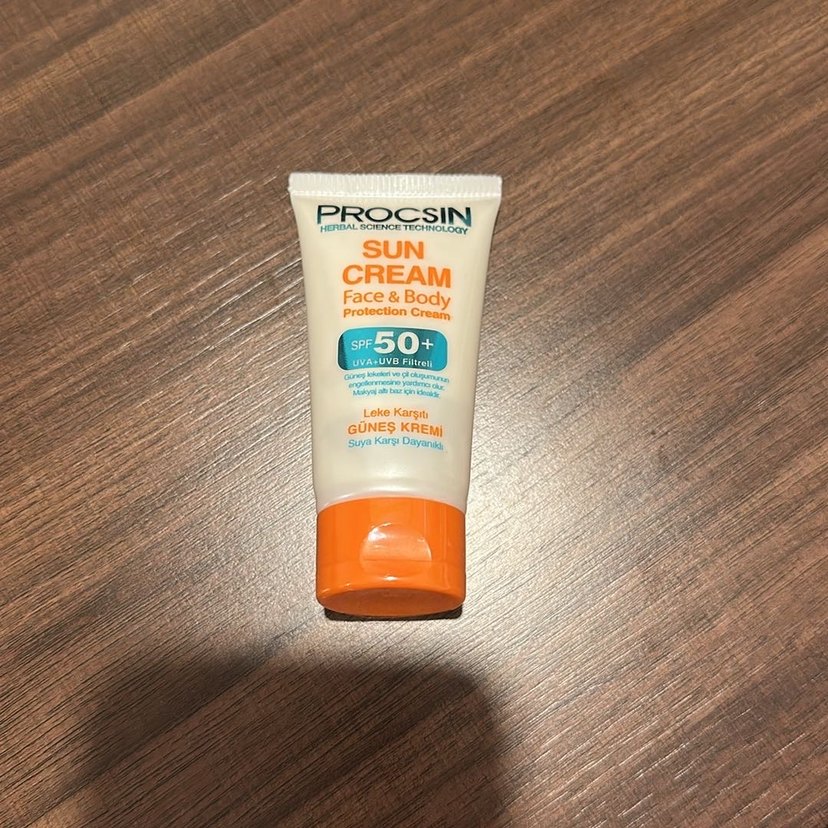 PROCSIN
HERBAL SCIENCE TECHNOLOGY
SUN
CREAM
Face & Body
Protection Cream
SPF 50+
UVA+UVB Filtreli
Güneş lekeleri ve çil oluşumunun
engellenmesine yardımcı olur.
Makyaj altı baz için idealdir.
Leke Karşıtı
GÜNEŞ KREMİ
Suya Karşı Dayanıklı